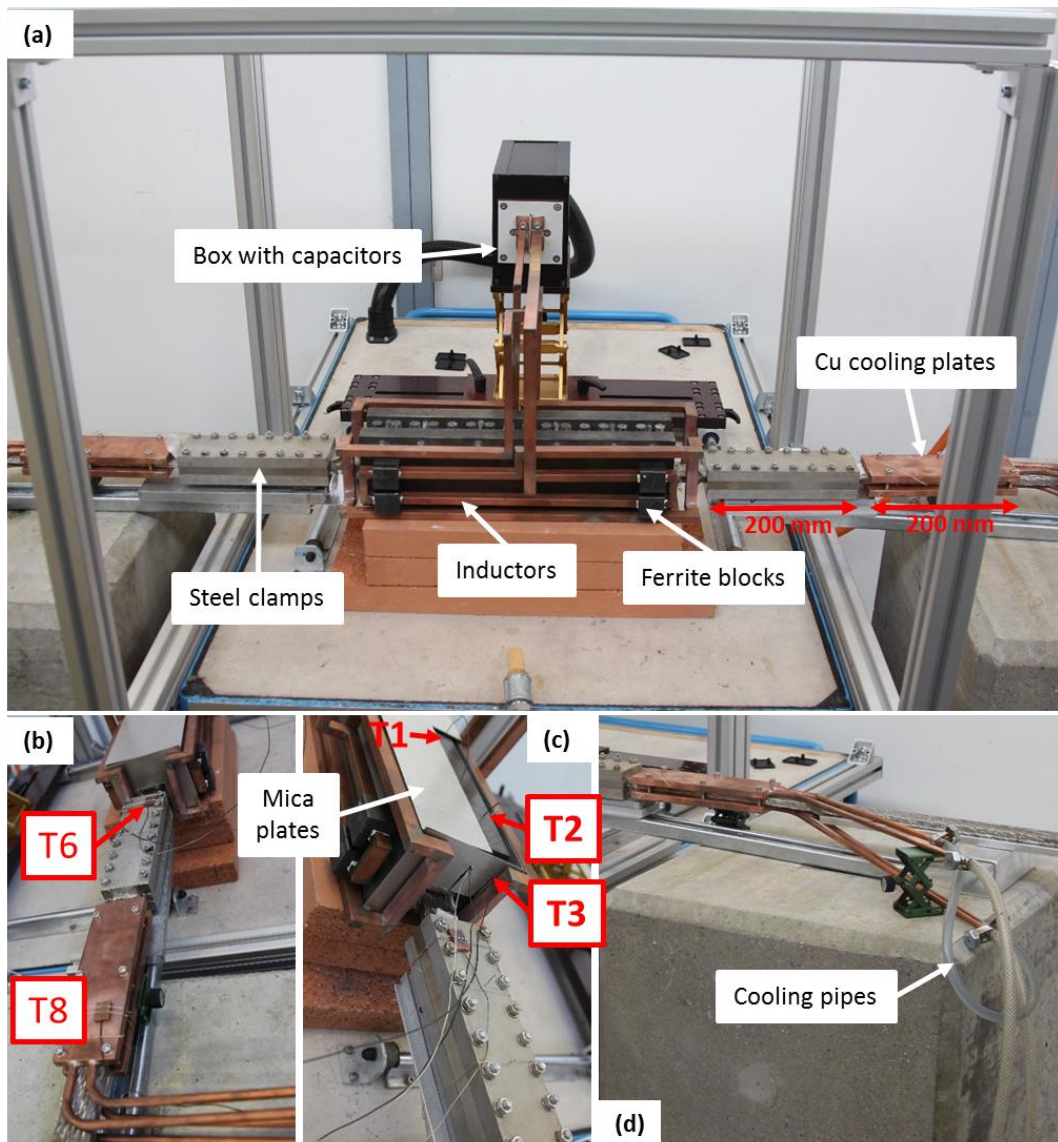 (a)
Box with capacitors
Cu cooling plates
200 mm
200 mm
Inductors
Ferrite blocks
Steel clamps
(b)
T6
T8
T1
(c)
Mica
plates
T2
T3
Cooling pipes
(d)